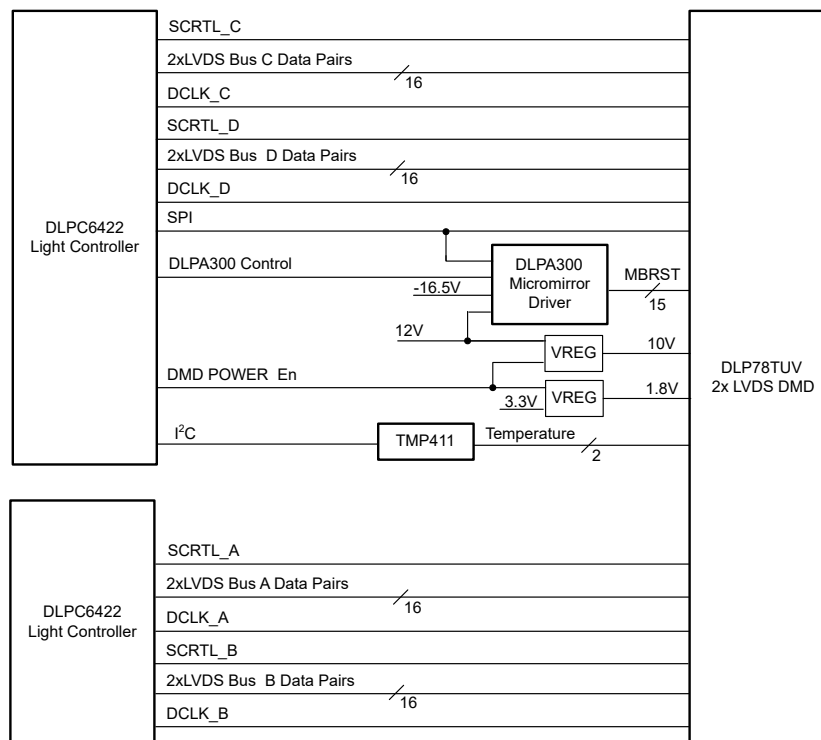 SCRTL_C
2xLVDS Bus C Data Pairs
16
DCLK_C
SCRTL_D
2xLVDS Bus  D Data Pairs
16
DCLK_D
SPI
DLPC6422
Light Controller
DLPA300 Control
-16.5V
DLPA300
Micromirror
Driver
MBRST
15
12V
VREG
10V
DMD POWER  En
3.3V
VREG
1.8V
DLP78TUV
2x LVDS DMD
I²C
TMP411
Temperature
2
SCRTL_A
2xLVDS Bus A Data Pairs
16
DLPC6422
Light Controller
DCLK_A
SCRTL_B
2xLVDS Bus  B Data Pairs
16
DCLK_B